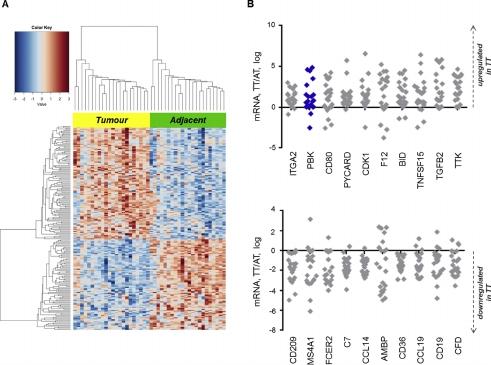 A
Color Key
-3 -2 -1 0 1 2 3
Value
Tumour Adjacent
B
mRNA, TT/AT, log
10
5
0
-5
upregulated
in TT
ITGA2 PBK CD80 PYCARD CDK1 F12 BID TNFSF15 TGFB2 TTK
mRNA, TT/AT, log
4
2
0
-2
-4
-6
-8
downregulated
in TT
CD209 MS4A1 FCER2 C7 CCL14 AMBP CD36 CCL19 CD19 CFD